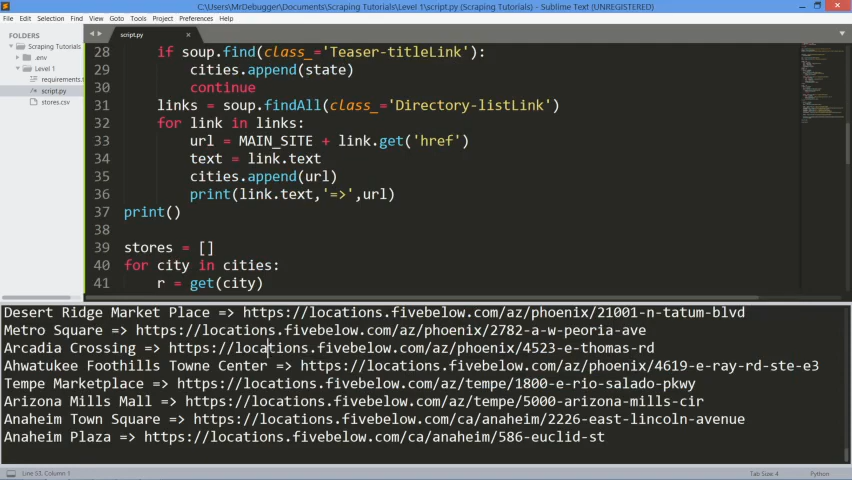 C:\Users\MrDebugger\Documents\Scraping Tutorials\Level 1\script.py (Scraping Tutorials) - Sublime Text (UNREGISTERED)
File Edit Selection Find View Goto Tools Project Preferences Help
FOLDERS
Scraping Tutorials
.env
Level 1
requirements.t
script.py
stores.csv
script.py
28 if soup.find(class_='Teaser-titleLink'):
29 cities.append(state)
30 continue
31 links = soup.findAll(class_='Directory-listLink')
32 for link in links:
33 url = MAIN_SITE + link.get('href')
34 text = link.text
35 cities.append(url)
36 print(link.text,'=>',url)
37 print()
38
39 stores = []
40 for city in cities:
41 r = get(city)
Desert Ridge Market Place => https://locations.fivebelow.com/az/phoenix/21001-n-tatum-blvd
Metro Square => https://locations.fivebelow.com/az/phoenix/2782-a-w-peoria-ave
Arcadia Crossing => https://locations.fivebelow.com/az/phoenix/4523-e-thomas-rd
Ahwatukee Foothills Towne Center => https://locations.fivebelow.com/az/phoenix/4619-e-ray-rd-ste-e3
Tempe Marketplace => https://locations.fivebelow.com/az/tempe/1800-e-rio-salado-pkwy
Arizona Mills Mall => https://locations.fivebelow.com/az/tempe/5000-arizona-mills-cir
Anaheim Town Square => https://locations.fivebelow.com/ca/anaheim/2226-east-lincoln-avenue
Anaheim Plaza => https://locations.fivebelow.com/ca/anaheim/586-euclid-st
Line 53, Column 1
Tab Size: 4
Python